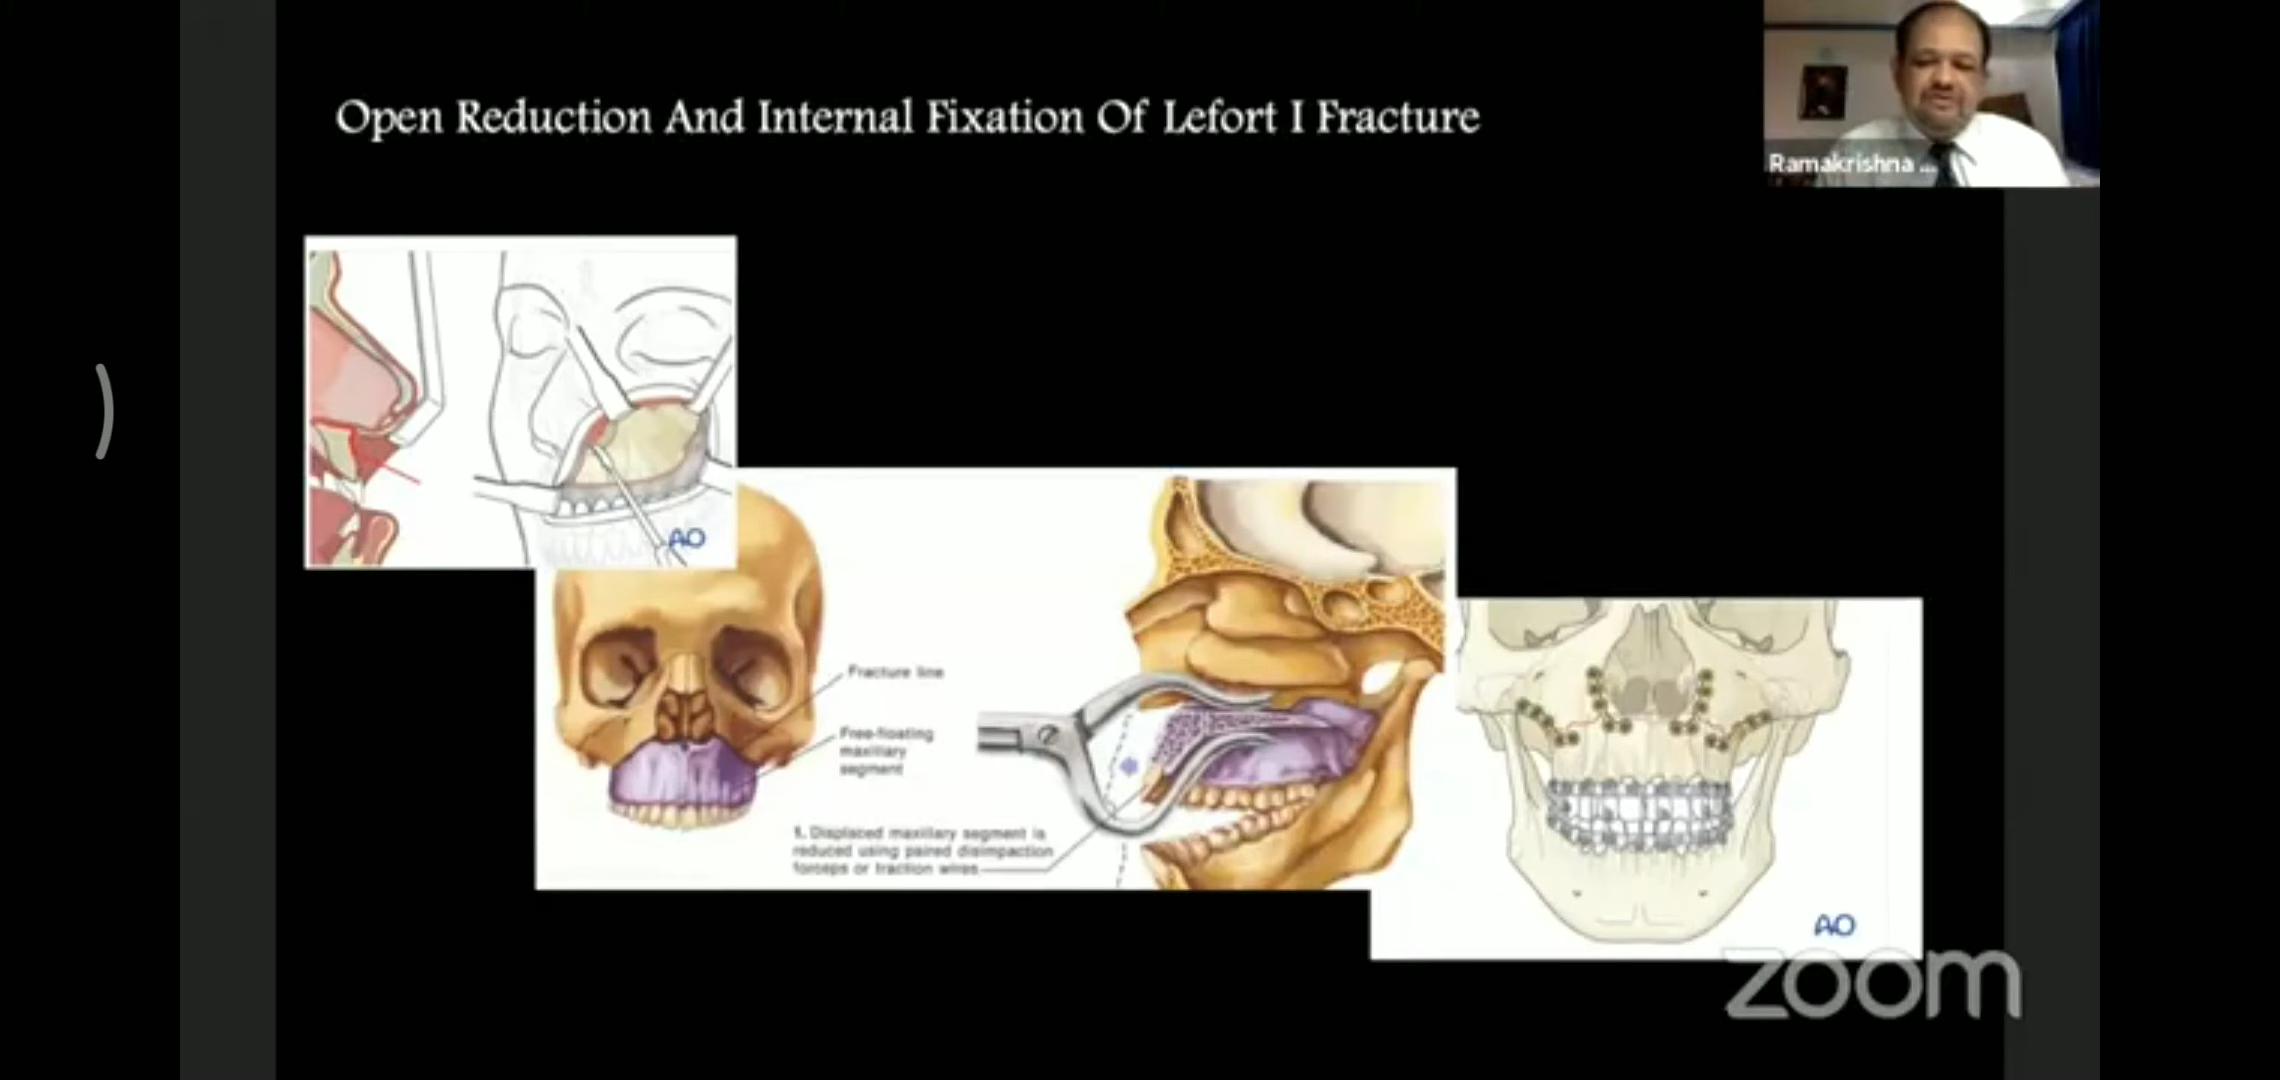 Open Reduction And Internal Fixation Of Lefort I Fracture
Ramakrishna ...
AO
Fracture line
Free-floating
maxillary
segment
1. Displaced maxillary segment is
reduced using paired disimpaction
forceps or traction wires
AO
zoom